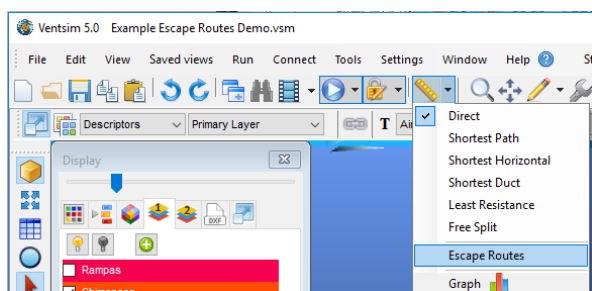 Ventsim 5.0 Example Escape Routes Demo.vsm
File Edit View Saved views Run Connect Tools Settings Window Help ?
Descriptors Primary Layer T
Direct
Display
Shortest Path
Shortest Horizontal
Shortest Duct
1 2 DXF
Least Resistance
Free Split
Escape Routes
Rampas
Graph